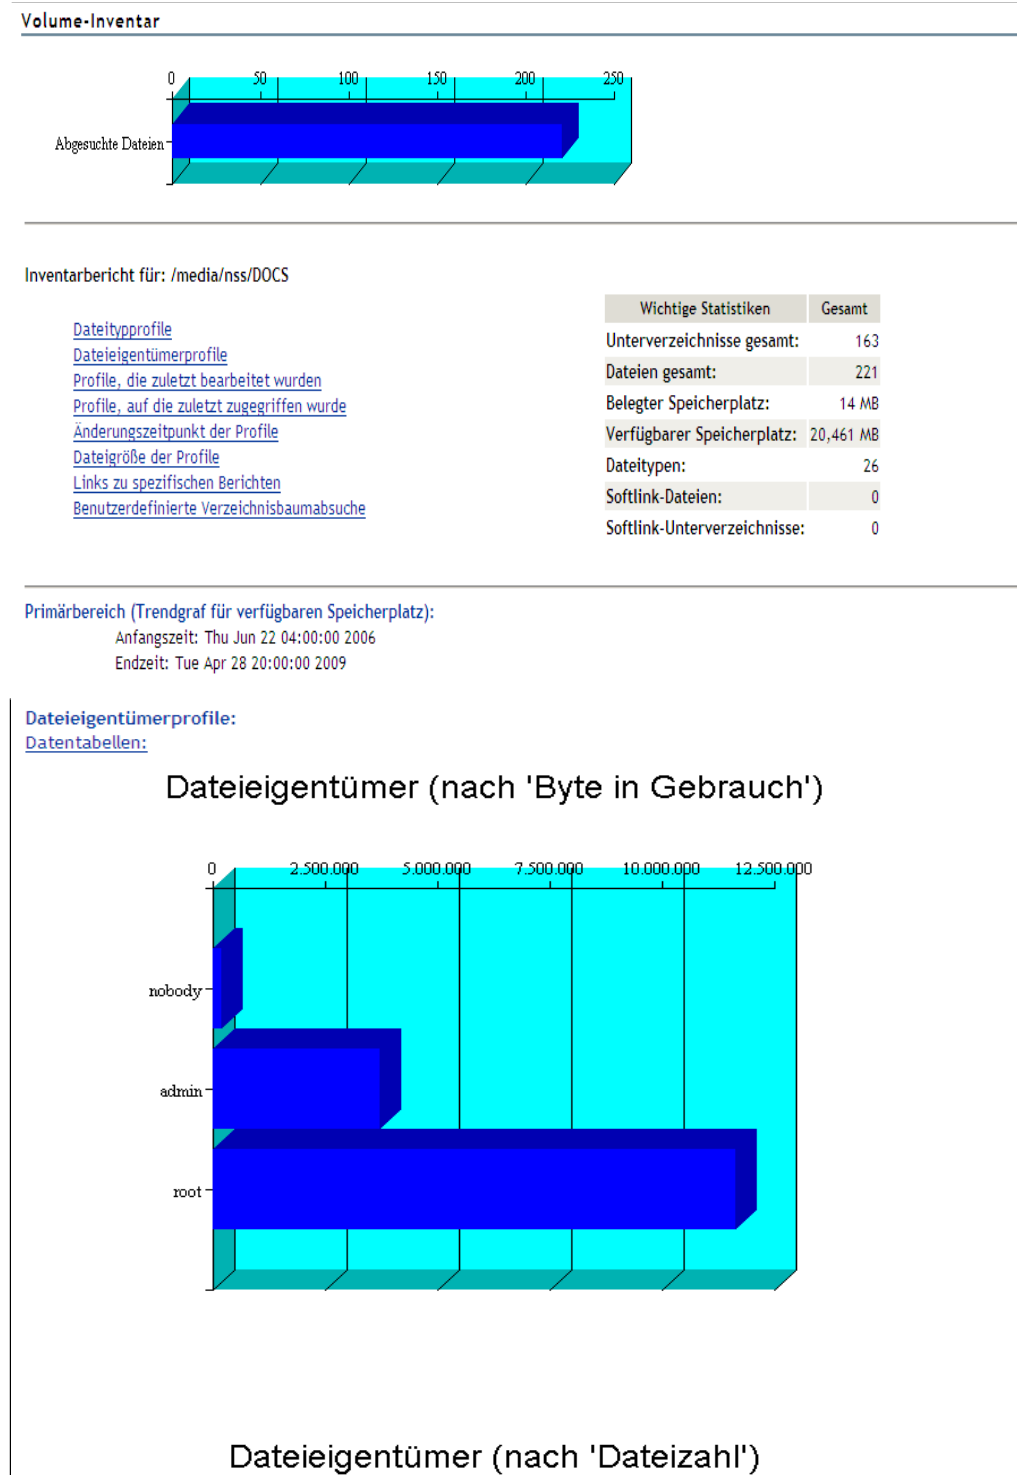 Volume-Inventar
0 50 100 150 200 250
Abgesuchte Dateien
Inventarbericht für: /media/nss/DOCS
Dateitypprofile
Dateieigentümerprofile
Profile, die zuletzt bearbeitet wurden
Profile, auf die zuletzt zugegriffen wurde
Änderungszeitpunkt der Profile
Dateigröße der Profile
Links zu spezifischen Berichten
Benutzerdefinierte Verzeichnisbaumabsuche
Wichtige Statistiken Gesamt
Unterverzeichnisse gesamt: 163
Dateien gesamt: 221
Belegter Speicherplatz: 14 MB
Verfügbarer Speicherplatz: 20,461 MB
Dateitypen: 26
Softlink-Dateien: 0
Softlink-Unterverzeichnisse: 0
Primärbereich (Trendgraf für verfügbaren Speicherplatz):
Anfangszeit: Thu Jun 22 04:00:00 2006
Endzeit: Tue Apr 28 20:00:00 2009
Dateieigentümerprofile:
Datentabellen:
Dateieigentümer (nach 'Byte in Gebrauch')
0 2.500.000 5.000.000 7.500.000 10.000.000 12.500.000
nobody
admin
root
Dateieigentümer (nach 'Dateizahl')